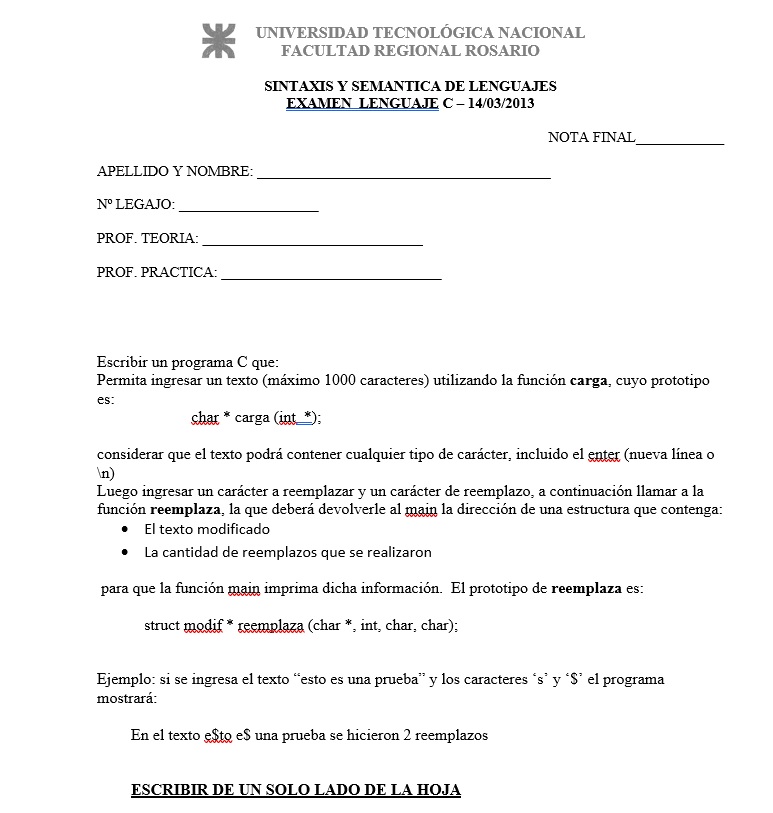 UNIVERSIDAD TECNOLÓGICA NACIONAL
FACULTAD REGIONAL ROSARIO
SINTAXIS Y SEMANTICA DE LENGUAJES
EXAMEN LENGUAJE C – 14/03/2013
NOTA FINAL____________
APELLIDO Y NOMBRE: ________________________________________
Nº LEGAJO: ___________________
PROF. TEORIA: ______________________________
PROF. PRACTICA: ______________________________
Escribir un programa C que:
Permita ingresar un texto (máximo 1000 caracteres) utilizando la función carga, cuyo prototipo
es:
char * carga (int *);
considerar que el texto podrá contener cualquier tipo de carácter, incluido el enter (nueva línea o
\n)
Luego ingresar un carácter a reemplazar y un carácter de reemplazo, a continuación llamar a la
función reemplaza, la que deberá devolverle al main la dirección de una estructura que contenga:
• El texto modificado
• La cantidad de reemplazos que se realizaron
para que la función main imprima dicha información. El prototipo de reemplaza es:
struct modif * reemplaza (char *, int, char, char);
Ejemplo: si se ingresa el texto “esto es una prueba” y los caracteres ‘s’ y ‘$’ el programa
mostrará:
En el texto e$to e$ una prueba se hicieron 2 reemplazos
ESCRIBIR DE UN SOLO LADO DE LA HOJA